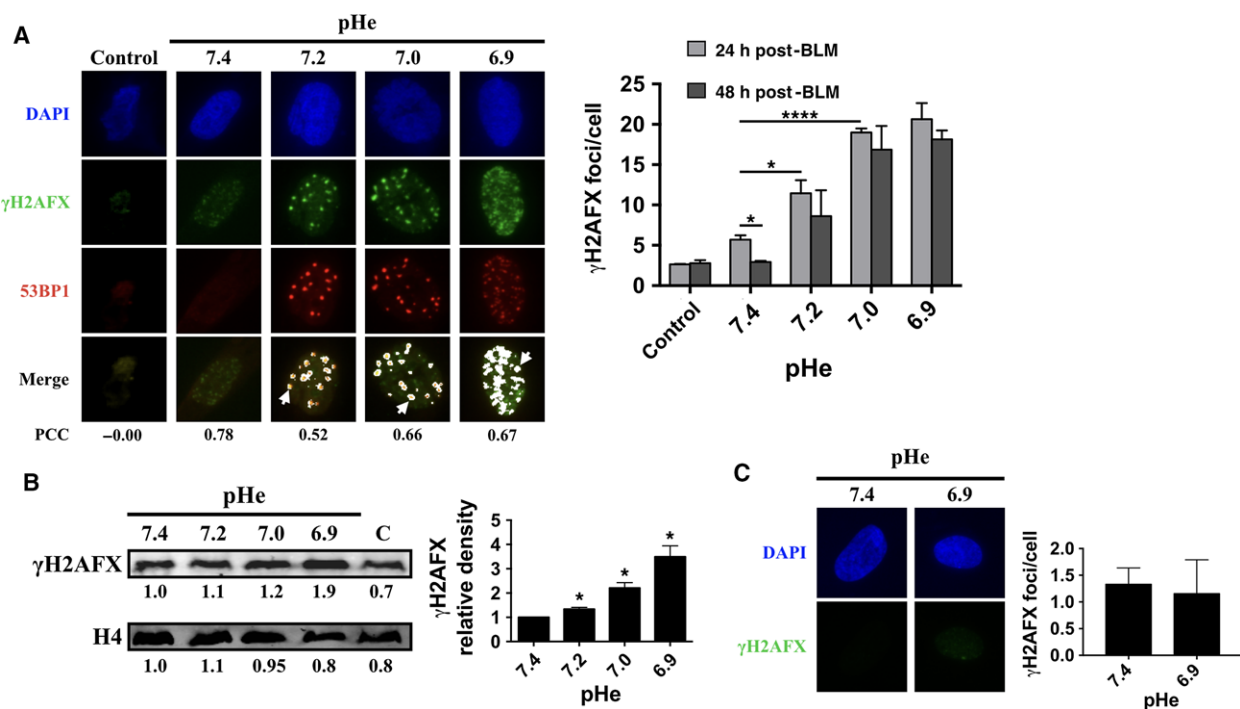 A
pHe
Control 7.4 7.2 7.0 6.9
DAPI
γH2AFX
53BP1
Merge
PCC −0.00 0.78 0.52 0.66 0.67
24 h post-BLM
48 h post-BLM
γH2AFX foci/cell
25
20
15
10
5
0
****
*
*
Control 7.4 7.2 7.0 6.9
pHe
B
pHe
7.4 7.2 7.0 6.9 C
γH2AFX
1.0 1.1 1.2 1.9 0.7
H4
1.0 1.1 0.95 0.8 0.8
γH2AFX
relative density
5
4
3
2
1
0
* * *
7.4 7.2 7.0 6.9
pHe
C
pHe
7.4 6.9
DAPI
γH2AFX
γH2AFX foci/cell
2.0
1.5
1.0
0.5
0.0
7.4 6.9
pHe